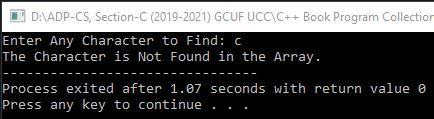 D:\ADP-CS, Section-C (2019-2021) GCUF UCC\C++ Book Program Collection
Enter Any Character to Find: c
The Character is Not Found in the Array.
--------------------------------
Process exited after 1.07 seconds with return value 0
Press any key to continue . . .